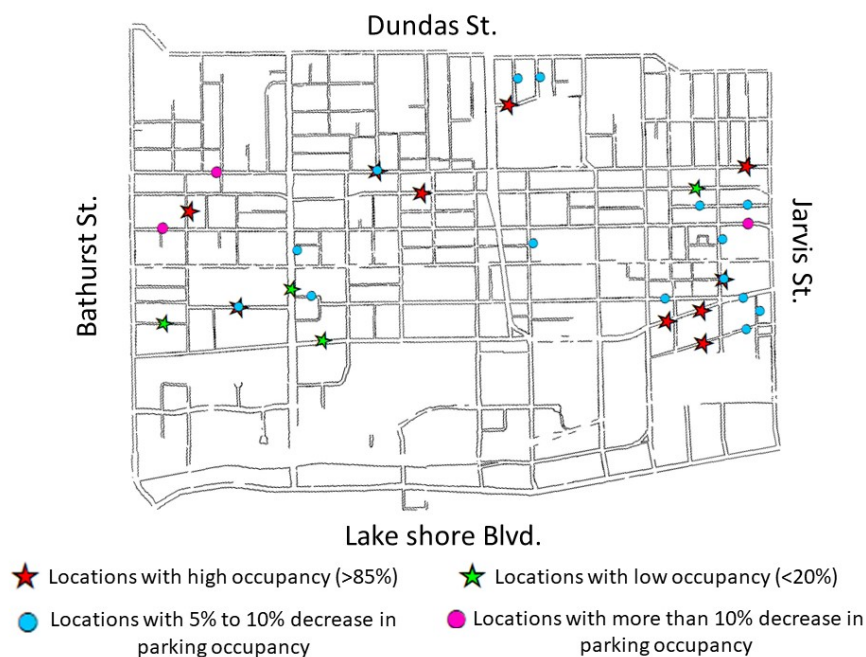 Dundas St.
Bathurst St.
Jarvis St.
Lake shore Blvd.
Locations with high occupancy (>85%)
Locations with low occupancy (<20%)
Locations with 5% to 10% decrease in
parking occupancy
Locations with more than 10% decrease in
parking occupancy